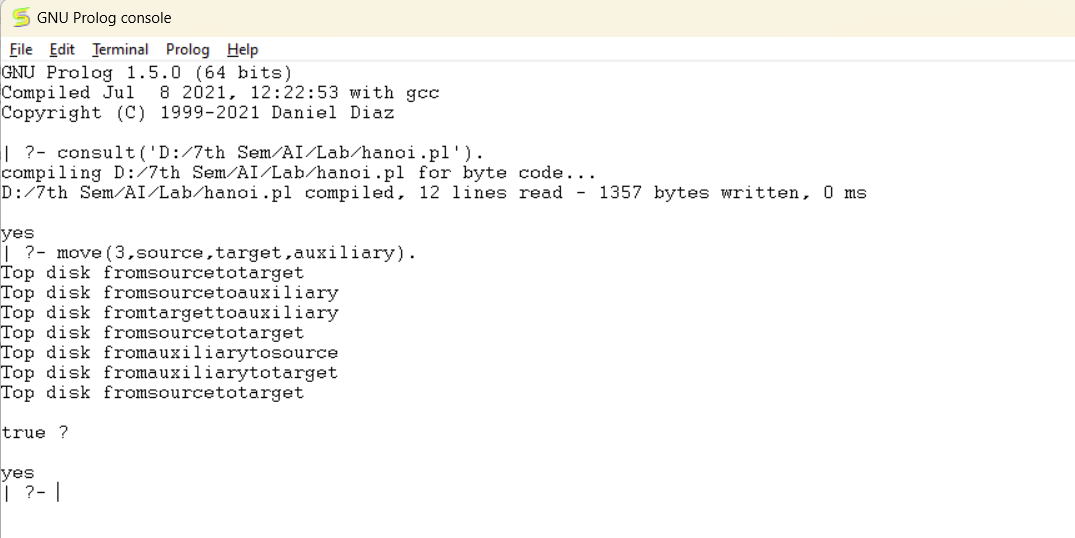 GNU Prolog console
File Edit Terminal Prolog Help
GNU Prolog 1.5.0 (64 bits)
Compiled Jul  8 2021, 12:22:53 with gcc
Copyright (C) 1999-2021 Daniel Diaz
| ?- consult('D:/7th Sem/AI/Lab/hanoi.pl').
compiling D:/7th Sem/AI/Lab/hanoi.pl for byte code...
D:/7th Sem/AI/Lab/hanoi.pl compiled, 12 lines read - 1357 bytes written, 0 ms
yes
| ?- move(3,source,target,auxiliary).
Top disk fromsourcetotarget
Top disk fromsourcetoauxiliary
Top disk fromtargettoauxiliary
Top disk fromsourcetotarget
Top disk fromauxiliarytosource
Top disk fromauxiliarytotarget
Top disk fromsourcetotarget
true ?
yes
| ?-